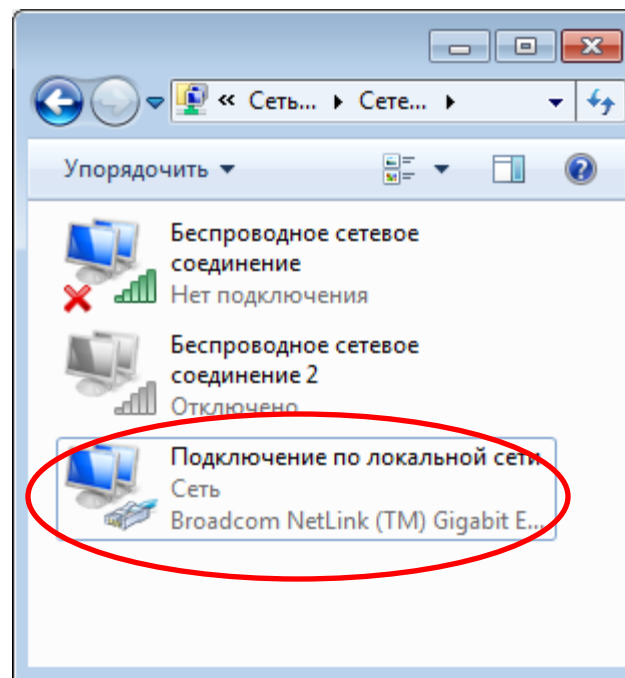 « Сеть... Сете...
Упорядочить
Беспроводное сетевое
соединение
Нет подключения
Беспроводное сетевое
соединение 2
Отключено
Подключение по локальной сети
Сеть
Broadcom NetLink (TM) Gigabit E...